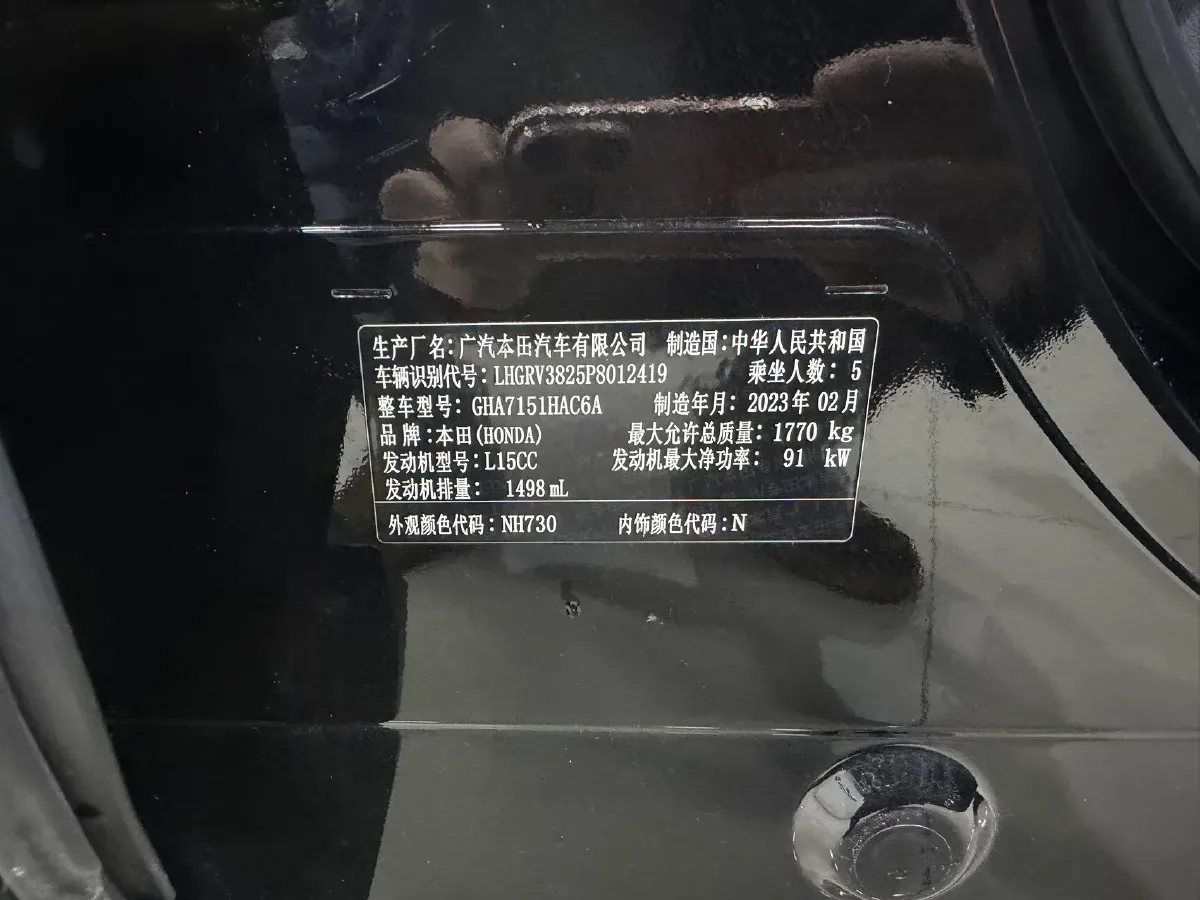 生产厂名:广汽本田汽车有限公司 制造国:中华人民共和国
车辆识别代号:LHGRV3825P8012419 乘坐人数:5
整车型号:GHA7151HAC6A 制造年月:2023年02月
品牌:本田(HONDA) 最大允许总质量:1770 kg
发动机型号:L15CC 发动机最大净功率: 91 kW
发动机排量: 1498 mL
外观颜色代码:NH730 内饰颜色代码:N